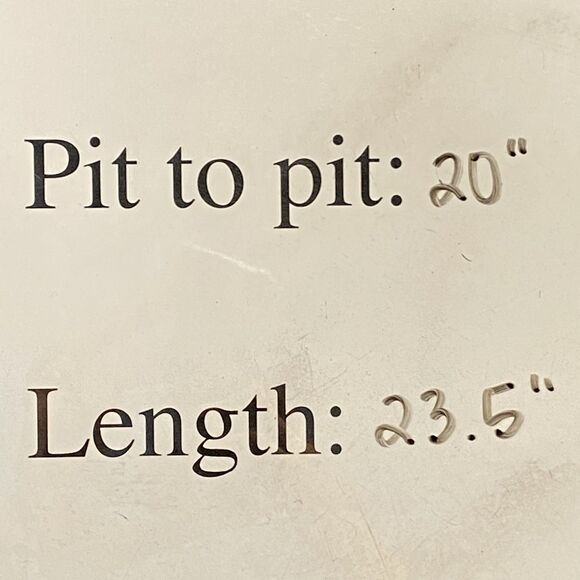 Pit to pit: 20"
Length: 23.5"